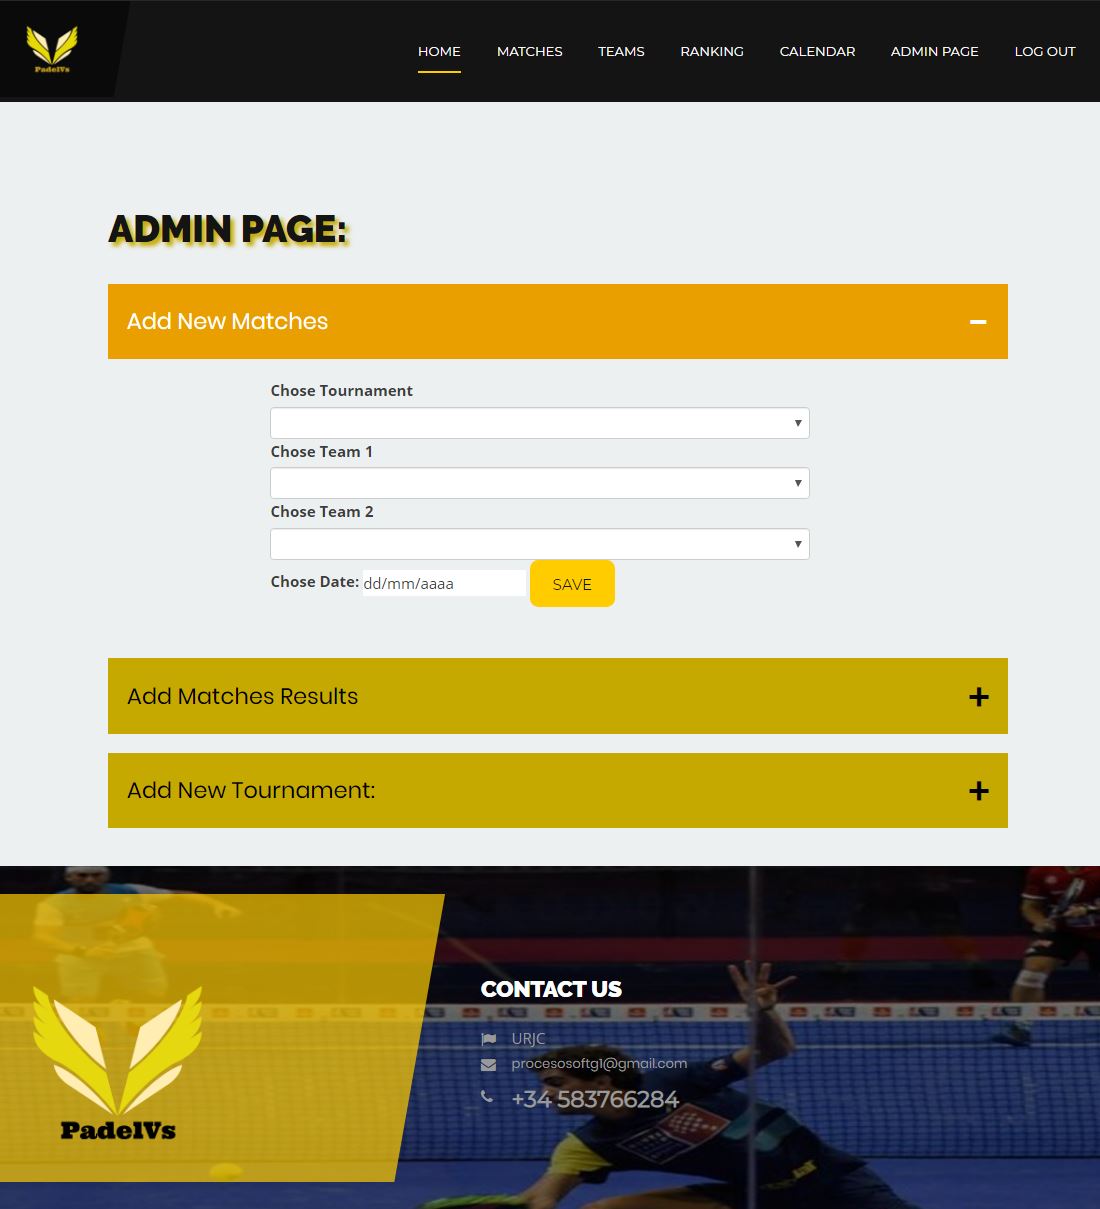 PadelVs
HOME MATCHES TEAMS RANKING CALENDAR ADMIN PAGE LOG OUT
ADMIN PAGE:
Add New Matches
Chose Tournament
Chose Team 1
Chose Team 2
Chose Date: dd/mm/aaaa SAVE
Add Matches Results
Add New Tournament:
CONTACT US
URJC
procesosoftg1@gmail.com
+34 583766284
PadelVs